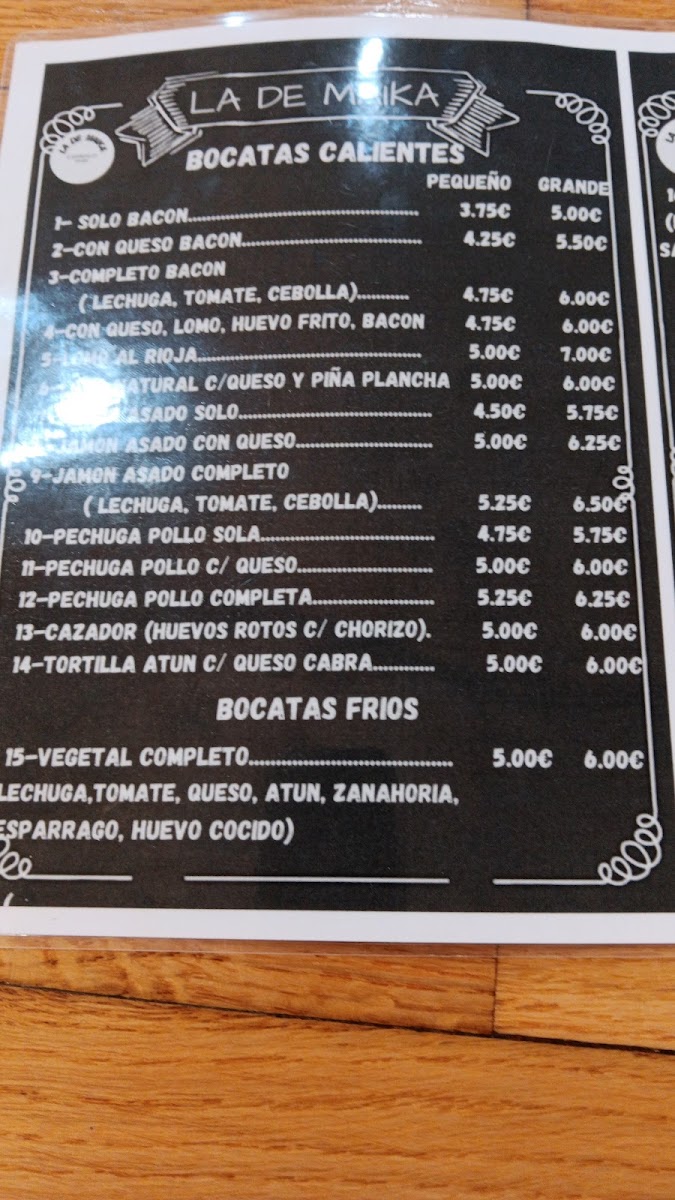 LA DE MAIKA
LA DE MAIKA
BOCATAS CALIENTES
PEQUEÑO GRANDE
1- SOLO BACON................................................ 3.75€ 5.00€
2-CON QUESO BACON..................................... 4.25€ 5.50€
3-COMPLETO BACON
( LECHUGA, TOMATE, CEBOLLA)........... 4.75€ 6.00€
4-CON QUESO, LOMO, HUEVO FRITO, BACON 4.75€ 6.00€
5-LOMO AL RIOJA.............................................. 5.00€ 7.00€
6- NATURAL C/QUESO Y PIÑA PLANCHA 5.00€ 6.00€
ASADO SOLO....................................... 4.50€ 5.75€
JAMON ASADO CON QUESO........................... 5.00€ 6.25€
9-JAMON ASADO COMPLETO
( LECHUGA, TOMATE, CEBOLLA)......... 5.25€ 6.50€
10-PECHUGA POLLO SOLA................................... 4.75€ 5.75€
11-PECHUGA POLLO C/ QUESO........................... 5.00€ 6.00€
12-PECHUGA POLLO COMPLETA........................ 5.25€ 6.25€
13-CAZADOR (HUEVOS ROTOS C/ CHORIZO). 5.00€ 6.00€
14-TORTILLA ATUN C/ QUESO CABRA............ 5.00€ 6.00€
BOCATAS FRIOS
15-VEGETAL COMPLETO....................................... 5.00€ 6.00€
LECHUGA,TOMATE, QUESO, ATUN, ZANAHORIA,
ESPARRAGO, HUEVO COCIDO)